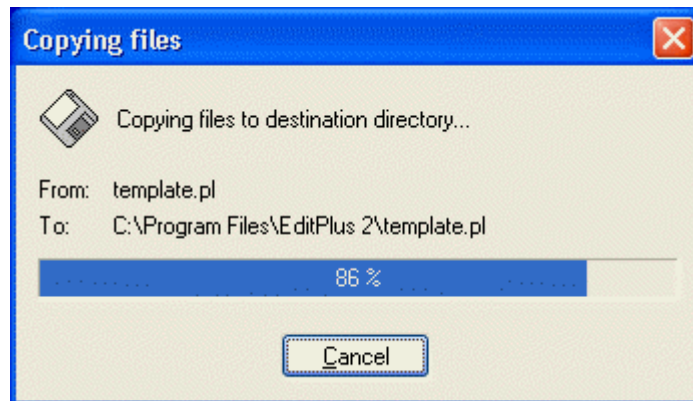 Copying files
Copying files to destination directory...
From: template.pl
To: C:\Program Files\EditPlus 2\template.pl
86 %
Cancel